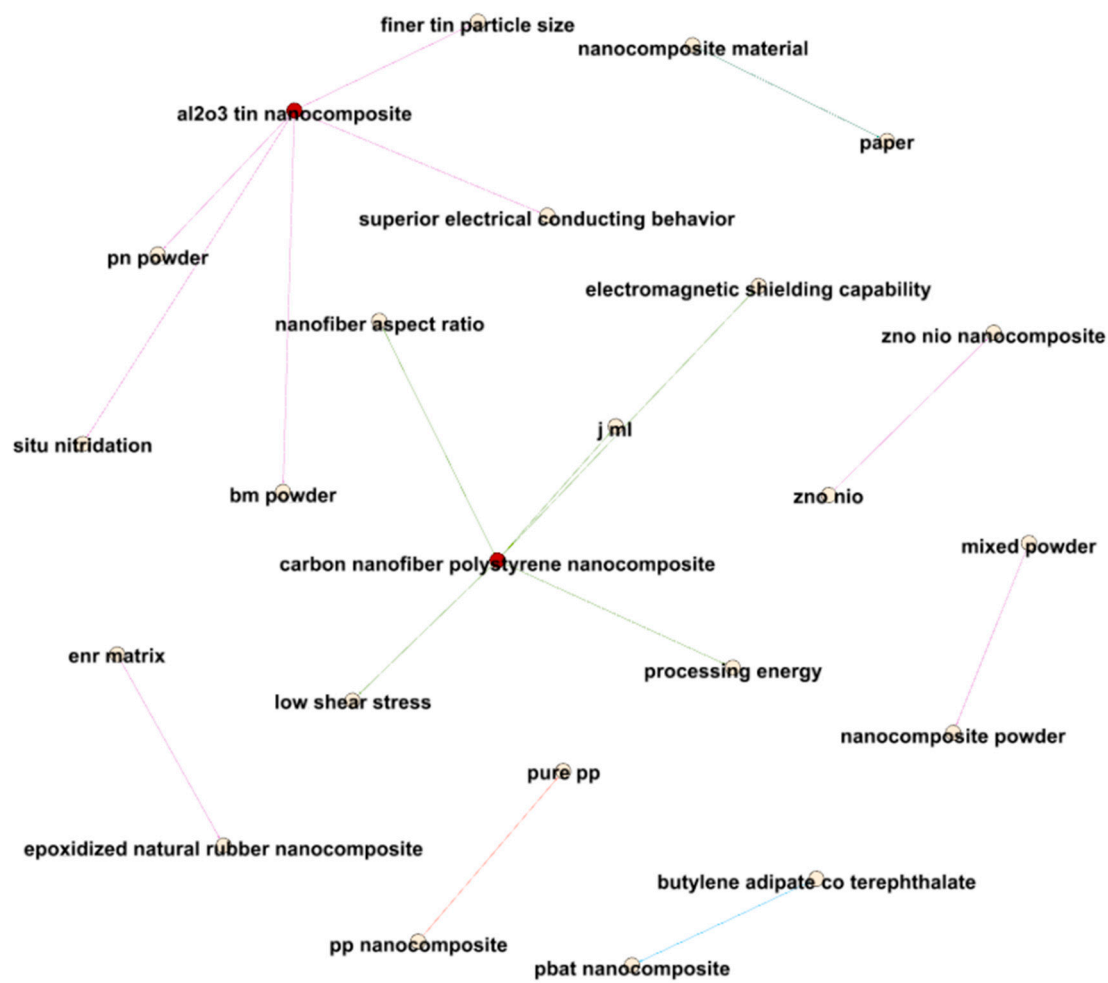 finer tin particle size
nanocomposite material
al2o3 tin nanocomposite
paper
superior electrical conducting behavior
pn powder
electromagnetic shielding capability
nanofiber aspect ratio
zno nio nanocomposite
j ml
situ nitridation
bm powder
zno nio
mixed powder
carbon nanofiber polystyrene nanocomposite
enr matrix
processing energy
low shear stress
nanocomposite powder
pure pp
epoxidized natural rubber nanocomposite
butylene adipate co terephthalate
pp nanocomposite
pbat nanocomposite